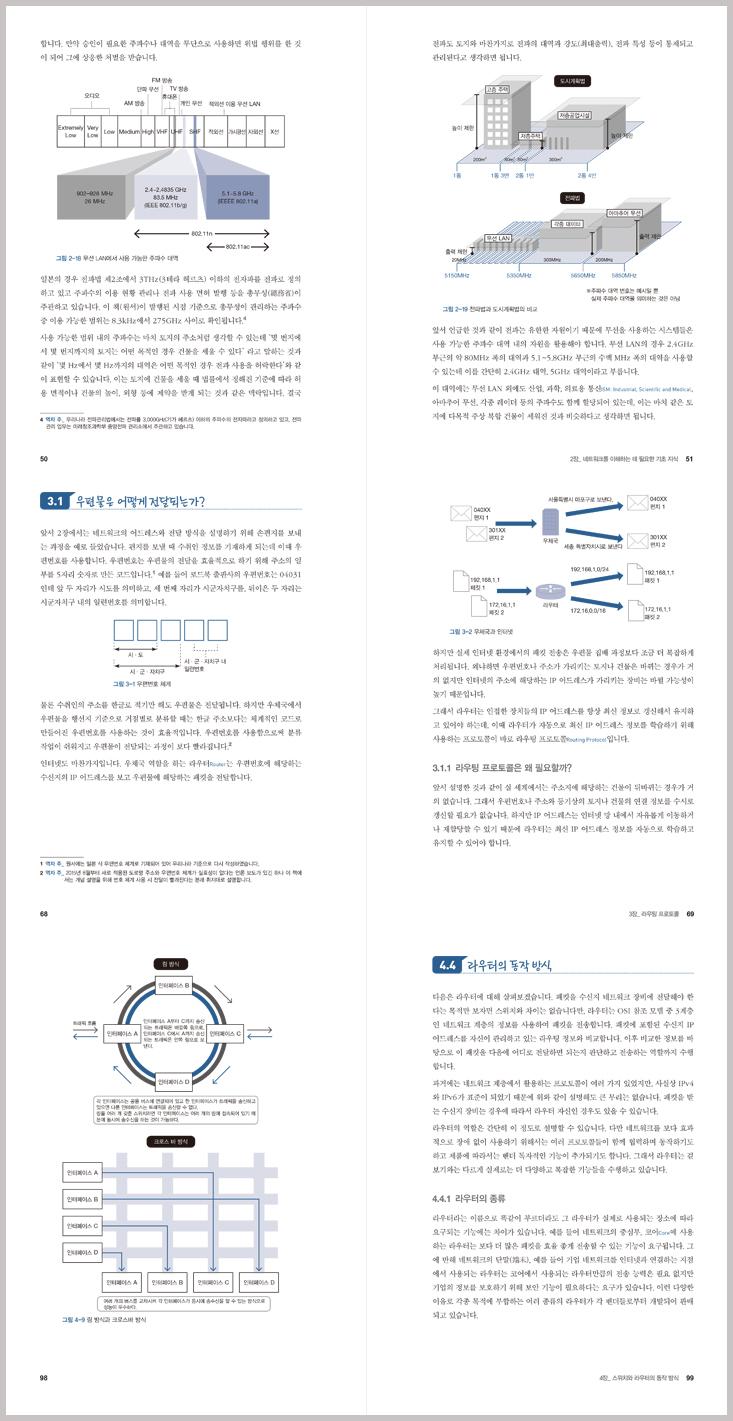 합니다. 만약 승인이 필요한 주파수나 대역을 무단으로 사용하면 위법 행위를 한 것
이 되어 그에 상응한 처벌을 받습니다.
오디오
AM 방송
단파 무선
FM 방송
휴대폰
TV 방송
개인 무선
적외선 이용 무선 LAN
Extremely Low
Very Low
Low
Medium
High
VHF
UHF
SHF
적외선
가시광선
자외선
X선
902~928 MHz
26 MHz
2.4~2.4835 GHz
83.5 MHz
(IEEE 802.11b/g)
5.1~5.8 GHz
(IEEEE 802.11a)
802.11n
802.11ac
그림 2-18 무선 LAN에서 사용 가능한 주파수 대역
일본의 경우 전파법 제2조에서 3THz(3테라 헤르츠) 이하의 전자파를 전파로 정의
하고 있고 주파수의 이용 현황 관리나 전파 사용 면허 발행 등을 총무성(總務省)이
주관하고 있습니다. 이 책(원서)이 발행된 시점 기준으로 총무성이 관리하는 주파수
중 이용 가능한 범위는 8.3kHz에서 275GHz 사이로 확인됩니다.4
사용 가능한 범위 내의 주파수는 마치 토지의 주소처럼 생각할 수 있는데 '몇 번지에
서 몇 번지까지의 토지는 어떤 목적인 경우 건물을 세울 수 있다' 라고 말하는 것과
같이 '몇 Hz에서 몇 Hz까지의 대역은 어떤 목적인 경우 전파 사용을 허락한다'와 같
이 표현할 수 있습니다. 이는 토지에 건물을 세울 때 법률에서 정해진 기준에 따라 허
용 면적이나 건물의 높이, 외형 등에 제약을 받게 되는 것과 같은 맥락입니다. 결국
4 역자 주_ 우리나라 전파관리법에서는 전파를 3,000GHz(기가 헤르츠) 이하의 주파수의 전자파라고 정의하고 있고, 전파
관리 업무는 미래창조과학부 중앙전파 관리소에서 주관하고 있습니다.
50
전파도 토지와 마찬가지로 전파의 대역과 강도(최대출력), 전파 특성 등이 통제되고
관리된다고 생각하면 됩니다.
도시계획법
고층 주택
저층공업시설
저층주택
높이 제한
높이 제한
200m²
300m²
1통
1통 3번
2통 1번
2통 4번
전파법
아마추어 무선
각종 데이터
무선 LAN
출력 제한
출력 제한
20MHz
300MHz
200MHz
5150MHz
5350MHz
5650MHz
5850MHz
※주파수 대역 번호는 예시일 뿐
실제 주파수 대역을 의미하는 것은 아님
그림 2-19 전파법과 도시계획법의 비교
앞서 언급한 것과 같이 전파는 유한한 자원이기 때문에 무선을 사용하는 시스템들은
사용 가능한 주파수 대역 내의 자원을 활용해야 합니다. 무선 LAN의 경우 2.4GHz
부근의 약 80MHz 폭의 대역과 5.1~5.8GHz 부근의 수백 MHz 폭의 대역을 사용할
수 있는데 이를 간단히 2.4GHz 대역, 5GHz 대역이라고 부릅니다.
이 대역에는 무선 LAN 외에도 산업, 과학, 의료용 통신ISM: Industrial, Scientific and Medical,
아마추어 무선, 각종 레이더 등의 주파수도 함께 할당되어 있는데, 이는 마치 같은 토
지에 다목적 주상 복합 건물이 세워진 것과 비슷하다고 생각하면 됩니다.
2장_ 네트워크를 이해하는 데 필요한 기초 지식 51
3.1 우편물은 어떻게 전달되는가?
앞서 2장에서는 네트워크의 어드레스와 전달 방식을 설명하기 위해 손편지를 보내
는 과정을 예로 들었습니다. 편지를 보낼 때 수취인 정보를 기재하게 되는데 이때 우
편번호를 사용합니다. 우편번호는 우편물의 전달을 효율적으로 하기 위해 주소의 일
부를 5자리 숫자로 만든 코드입니다.1 예를 들어 로드북 출판사의 우편번호는 04031
인데 앞 두 자리가 시도를 의미하고, 세 번째 자리가 시군자치구를, 뒤이은 두 자리는
시군자치구 내의 일련번호를 의미합니다.
시 · 도
시 · 군 · 자치구
시 · 군 · 자치구 내
일련번호
그림 3-1 우편번호 체계
물론 수취인의 주소를 한글로 적기만 해도 우편물은 전달됩니다. 하지만 우체국에서
우편물을 행선지 기준으로 거점별로 분류할 때는 한글 주소보다는 체계적인 코드로
만들어진 우편번호를 사용하는 것이 효율적입니다. 우편번호를 사용함으로써 분류
작업이 쉬워지고 우편물이 전달되는 과정이 보다 빨라집니다.2
인터넷도 마찬가지입니다. 우체국 역할을 하는 라우터Router는 우편번호에 해당하는
수신지의 IP 어드레스를 보고 우편물에 해당하는 패킷을 전달합니다.
1 역자 주_ 원서에는 일본 식 우편번호 체계로 기재되어 있어 우리나라 기준으로 다시 작성하였습니다.
2 역자 주_ 2015년 8월부터 새로 적용된 도로명 주소와 우편번호 체계가 실효성이 없다는 언론 보도가 있긴 하나 이 책에
서는 개념 설명을 위해 번호 체계 사용 시 전달이 빨라진다는 본래 취지대로 설명합니다.
68
040XX
편지 1
301XX
편지 2
서울특별시 마포구로 보낸다.
우체국
세종 특별자치시로 보낸다
040XX
편지 1
301XX
편지 2
192,168,1,1
패킷 1
172,16,1,1
패킷 2
192,168,1,0/24
라우터
172,16,0,0/16
192,168,1,1
패킷 1
172,16,1,1
패킷 2
그림 3-2 우체국과 인터넷
하지만 실제 인터넷 환경에서의 패킷 전송은 우편물 집배 과정보다 조금 더 복잡하게
처리됩니다. 왜냐하면 우편번호나 주소가 가리키는 토지나 건물은 바뀌는 경우가 거
의 없지만 인터넷의 주소에 해당하는 IP 어드레스가 가리키는 장비는 바뀔 가능성이
높기 때문입니다.
그래서 라우터는 인접한 장치들의 IP 어드레스를 항상 최신 정보로 갱신해서 유지하
고 있어야 하는데, 이때 라우터가 자동으로 최신 IP 어드레스 정보를 학습하기 위해
사용하는 프로토콜이 바로 라우팅 프로토콜Routing Protocol입니다.
3.1.1 라우팅 프로토콜은 왜 필요할까?
앞서 설명한 것과 같이 실 세계에서는 주소지에 해당하는 건물이 뒤바뀌는 경우가 거
의 없습니다. 그래서 우편번호나 주소와 등기상의 토지나 건물의 연결 정보를 수시로
갱신할 필요가 없습니다. 하지만 IP 어드레스는 인터넷 망 내에서 자유롭게 이동하거
나 재할당할 수 있기 때문에 라우터는 최신 IP 어드레스 정보를 자동으로 학습하고
유지할 수 있어야 합니다.
3장_ 라우팅 프로토콜 69
링 방식
인터페이스 B
트래픽 흐름
인터페이스 A
인터페이스 A부터 C까지 송신
되는 트래픽은 바깥쪽 링으로,
인터페이스 C에서 A까지 송신
되는 트래픽은 안쪽 링으로 보
낸다.
인터페이스 C
인터페이스 D
각 인터페이스는 공용 버스에 연결되어 있고 한 인터페이스가 트래픽을 송신하고
있으면 다른 인터페이스는 트래픽을 송신할 수 없다.
링을 여러 개 갖춘 스위치라면 각 인터페이스는 여러 개의 링에 접속되어 있기 때
문에 동시에 송수신을 하는 것이 가능하다.
크로스 바 방식
인터페이스 A
인터페이스 B
인터페이스 C
인터페이스 D
인터페이스 A
인터페이스 B
인터페이스 C
인터페이스 D
여러 개의 버스를 교차시켜 각 인터페이스가 동시에 송수신을 할 수 있는 방식으로
성능이 우수하다.
그림 4-9 링 방식과 크로스바 방식
98
4.4 라우터의 동작 방식
다음은 라우터에 대해 살펴보겠습니다. 패킷을 수신지 네트워크 장비에 전달해야 한
다는 목적만 보자면 스위치와 차이는 없습니다만, 라우터는 OSI 참조 모델 중 3계층
인 네트워크 계층의 정보를 사용하여 패킷을 전송합니다. 패킷에 포함된 수신지 IP
어드레스를 자신이 관리하고 있는 라우팅 정보와 비교합니다. 이후 비교한 정보를 바
탕으로 이 패킷을 다음에 어디로 전달하면 되는지 판단하고 전송하는 역할까지 수행
합니다.
과거에는 네트워크 계층에서 활용하는 프로토콜이 여러 가지 있었지만, 사실상 IPv4
와 IPv6가 표준이 되었기 때문에 위와 같이 설명해도 큰 무리는 없습니다. 패킷을 받
는 수신지 장비는 경우에 따라서 라우터 자신인 경우도 있을 수 있습니다.
라우터의 역할은 간단히 이 정도로 설명할 수 있습니다. 다만 네트워크를 보다 효과
적으로 장애 없이 사용하기 위해서는 여러 프로토콜들이 함께 협력하며 동작하기도
하고 제품에 따라서는 벤더 독자적인 기능이 추가되기도 합니다. 그래서 라우터는 겉
보기와는 다르게 실제로는 더 다양하고 복잡한 기능들을 수행하고 있습니다.
4.4.1 라우터의 종류
라우터라는 이름으로 똑같이 부르더라도 그 라우터가 실제로 사용되는 장소에 따라
요구되는 기능에는 차이가 있습니다. 예를 들어 네트워크의 중심부, 코어Core에 사용
하는 라우터는 보다 더 많은 패킷을 효율 좋게 전송할 수 있는 기능이 요구됩니다. 그
에 반해 네트워크의 단말(端末), 예를 들어 기업 네트워크를 인터넷과 연결하는 지점
에서 사용되는 라우터는 코어에서 사용되는 라우터만큼의 전송 능력은 필요 없지만
기업의 정보를 보호하기 위해 보안 기능이 필요하다는 요구가 있습니다. 이런 다양한
이유로 각종 목적에 부합하는 여러 종류의 라우터가 각 벤더들로부터 개발되어 판매
되고 있습니다.
4장_ 스위치와 라우터의 동작 방식 99